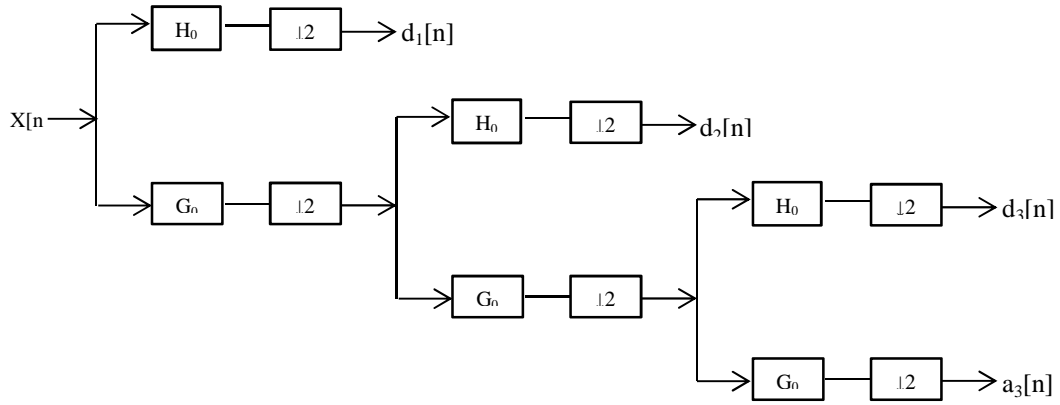 H₀ ↓2 d₁[n]
X[n
H₀ ↓2 d₂[n]
G₀ ↓2
H₀ ↓2 d₃[n]
G₀ ↓2
G₀ ↓2 a₃[n]